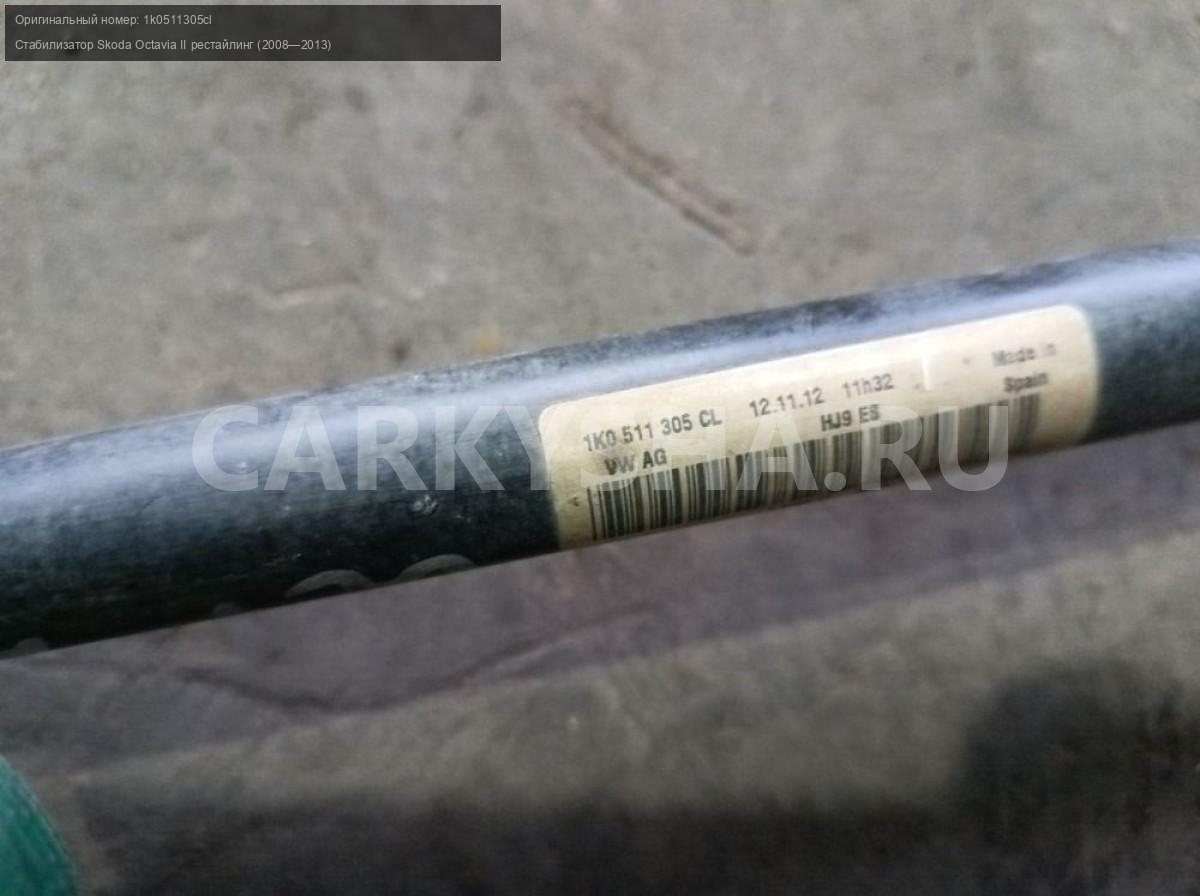 Оригинальный номер: 1k0511305cl
Стабилизатор Skoda Octavia II рестайлинг (2008—2013)
1K0 511 305 CL 12.11.12 11h32 Made in
VW AG HJ9 E8 Spain
CARKYSHA.RU